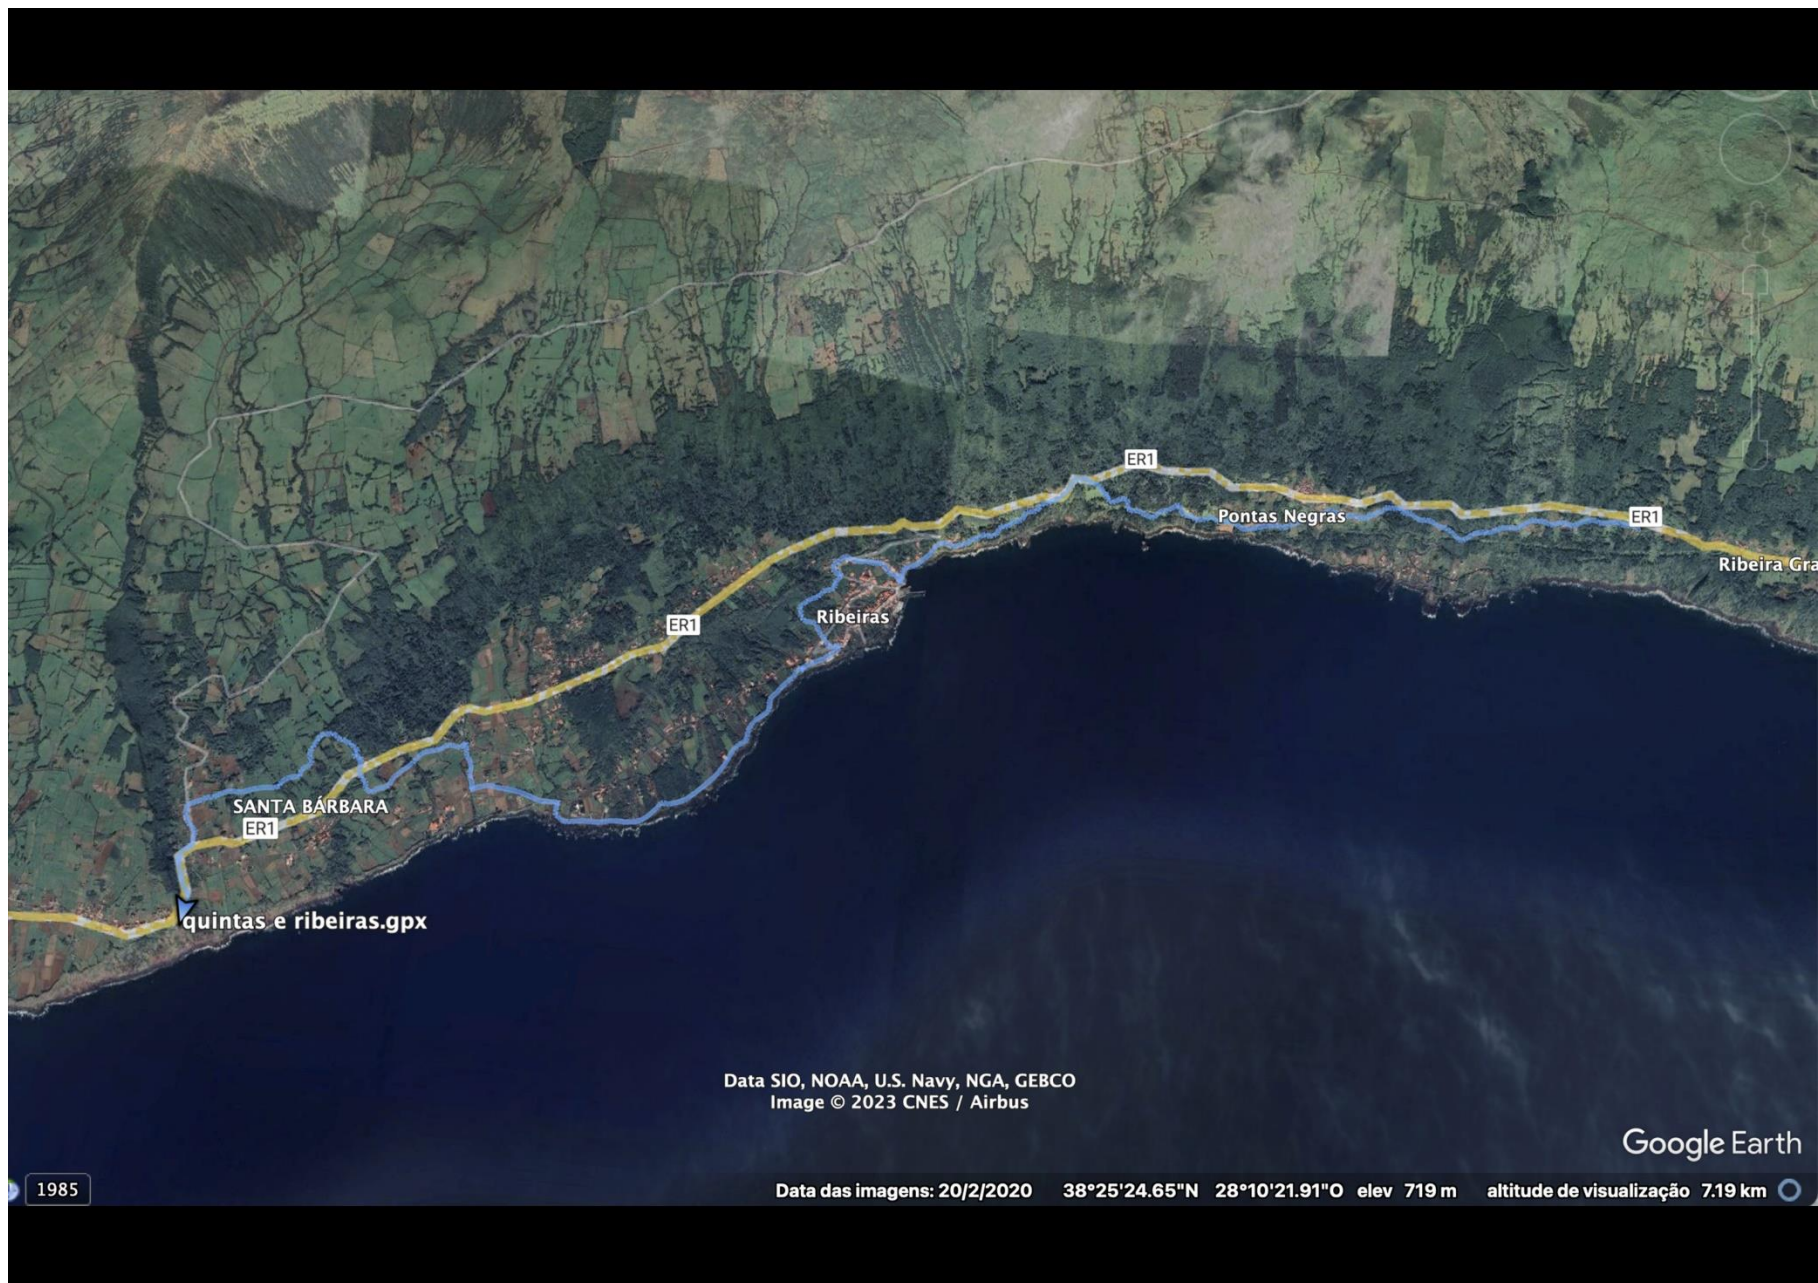 ER1
Pontas Negras
ER1
Ribeira Gra
ER1
Ribeiras
SANTA BÁRBARA
ER1
quintas e ribeiras.gpx
Data SIO, NOAA, U.S. Navy, NGA, GEBCO
Image © 2023 CNES / Airbus
Google Earth
1985
Data das imagens: 20/2/2020 38°25'24.65"N 28°10'21.91"O elev 719 m altitude de visualização 7.19 km